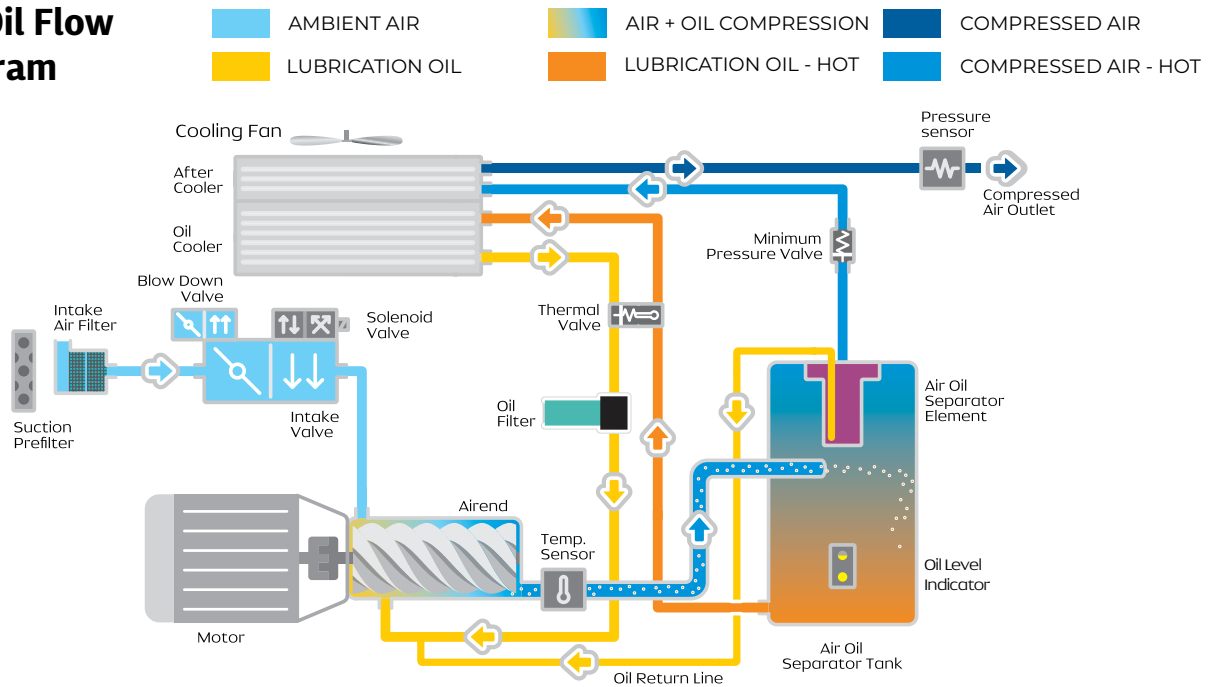 Oil Flow
ram
AMBIENT AIR
AIR + OIL COMPRESSION
COMPRESSED AIR
LUBRICATION OIL
LUBRICATION OIL - HOT
COMPRESSED AIR - HOT
Cooling Fan
Pressure
sensor
After
Cooler
Compressed
Air Outlet
Oil
Cooler
Minimum
Pressure Valve
Blow Down
Valve
Intake
Air Filter
Solenoid
Valve
Thermal
Valve
Suction
Prefilter
Intake
Valve
Oil
Filter
Air Oil
Separator
Element
Airend
Temp.
Sensor
Oil Level
Indicator
Motor
Air Oil
Separator Tank
Oil Return Line